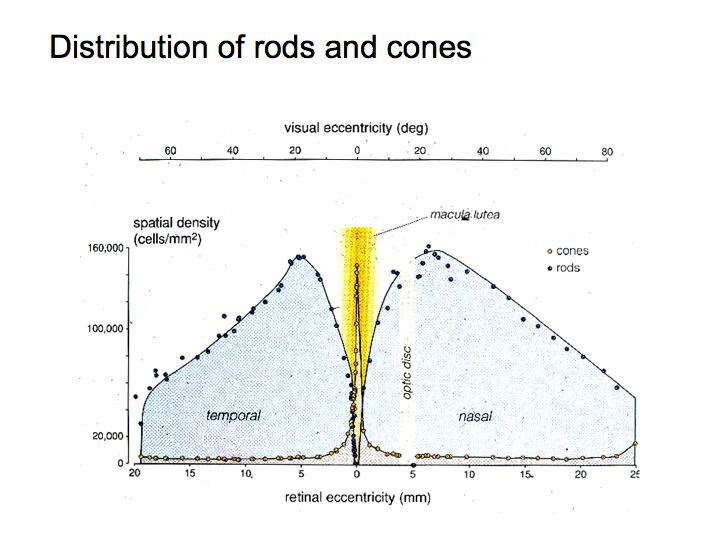 Distribution of rods and cones
visual eccentricity (deg)
60 40 20 0 20 40 60 80
macula lutea
spatial density
(cells/mm²)
160,000
cones
rods
100,000
optic disc
temporal
nasal
20,000
0
20 15 10 5 0 5 10 15 20 25
retinal eccentricity (mm)